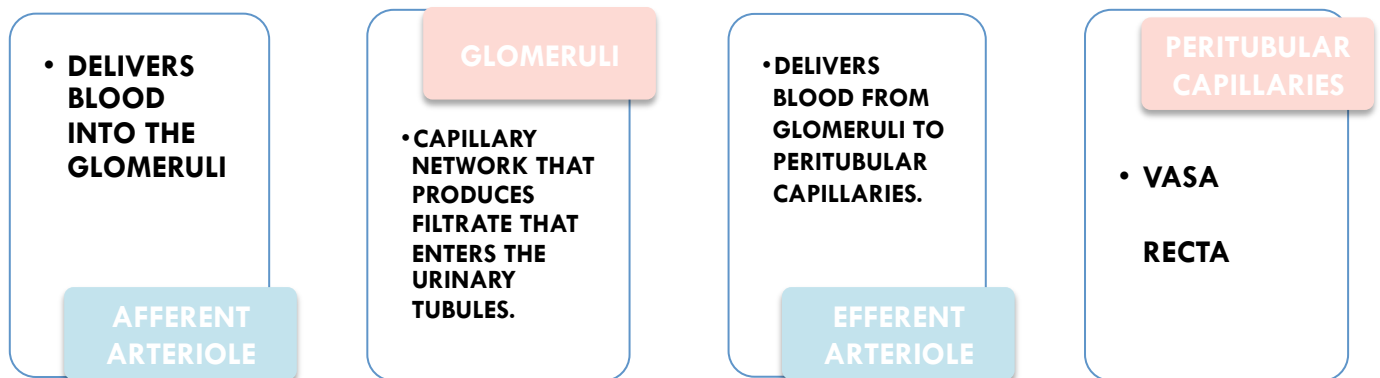 • DELIVERS
BLOOD
INTO THE
GLOMERULI
AFFERENT
ARTERIOLE
GLOMERULI
• CAPILLARY
NETWORK THAT
PRODUCES
FILTRATE THAT
ENTERS THE
URINARY
TUBULES.
• DELIVERS
BLOOD FROM
GLOMERULI TO
PERITUBULAR
CAPILLARIES.
EFFERENT
ARTERIOLE
PERITUBULAR
CAPILLARIES
• VASA
RECTA